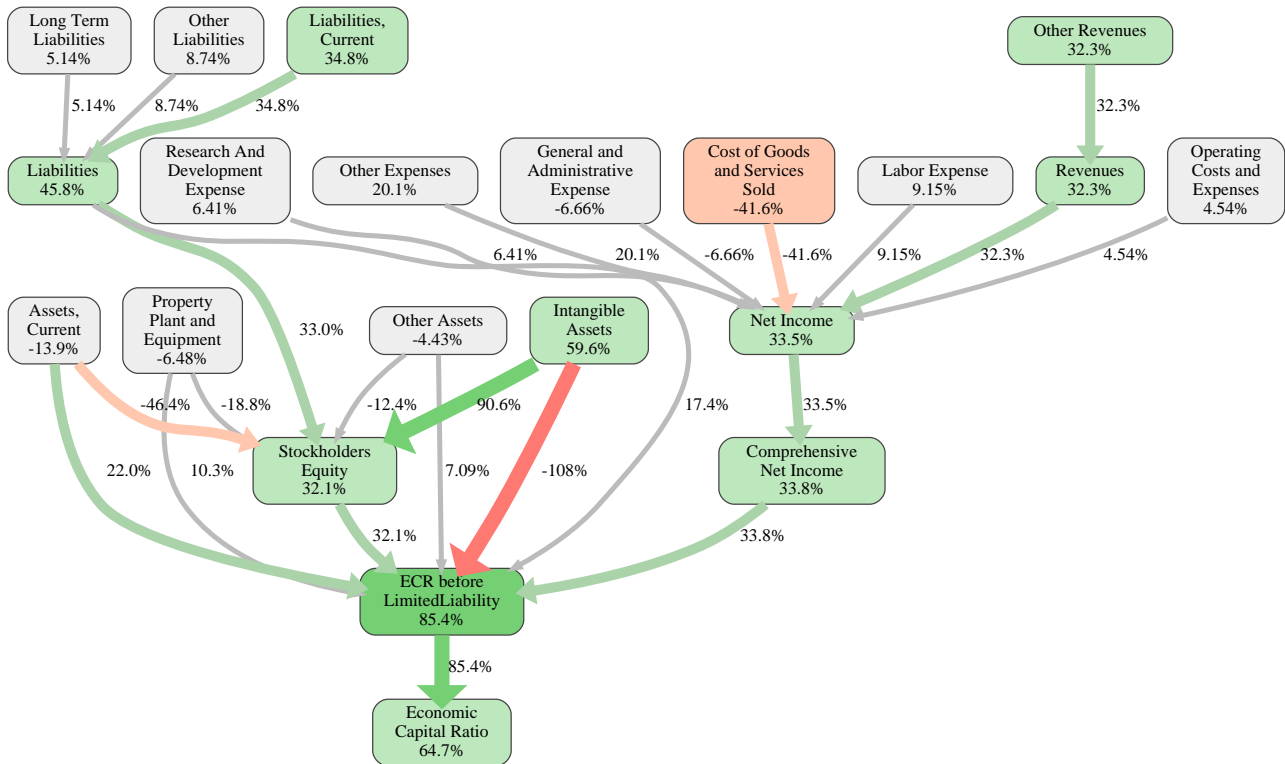 Long Term
Liabilities
5.14%
Other
Liabilities
8.74%
Liabilities,
Current
34.8%
Other Revenues
32.3%
5.14%
8.74%
34.8%
32.3%
Liabilities
45.8%
Research And
Development
Expense
6.41%
Other Expenses
20.1%
General and
Administrative
Expense
-6.66%
Cost of Goods
and Services
Sold
-41.6%
Labor Expense
9.15%
Revenues
32.3%
Operating
Costs and
Expenses
4.54%
6.41%
20.1%
-6.66%
-41.6%
9.15%
32.3%
4.54%
Assets,
Current
-13.9%
Property
Plant and
Equipment
-6.48%
33.0%
Other Assets
-4.43%
Intangible
Assets
59.6%
Net Income
33.5%
-46.4%
-18.8%
-12.4%
90.6%
17.4%
33.5%
22.0%
10.3%
Stockholders
Equity
32.1%
7.09%
-108%
Comprehensive
Net Income
33.8%
32.1%
33.8%
ECR before
LimitedLiability
85.4%
85.4%
Economic
Capital Ratio
64.7%